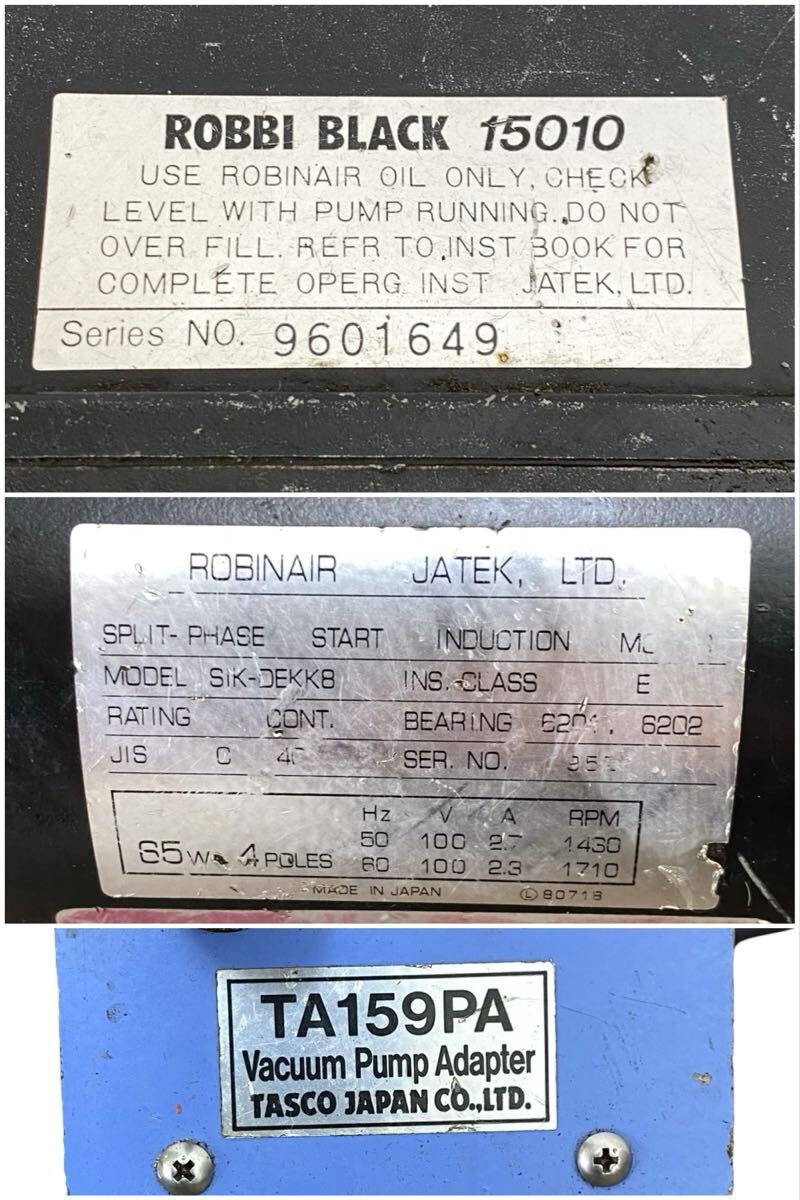 ROBBI BLACK 15010
USE ROBINAIR OIL ONLY, CHECK
LEVEL WITH PUMP RUNNING. DO NOT
OVER FILL. REFR TO INST BOOK FOR
COMPLETE OPERG INST JATEK, LTD.
Series NO. 9601649
ROBINAIR JATEK, LTD.
SPLIT-PHASE START INDUCTION
MODEL INS. CLASS E
RATING CONT. BEARING 6202
JIS C SER. NO.
Hz V A RPM
50 100 2.7 1430
65W 4 POLES
60 100 2.3 1710
MADE IN JAPAN
TA159PA
Vacuum Pump Adapter
TASCO JAPAN CO.,LTD.